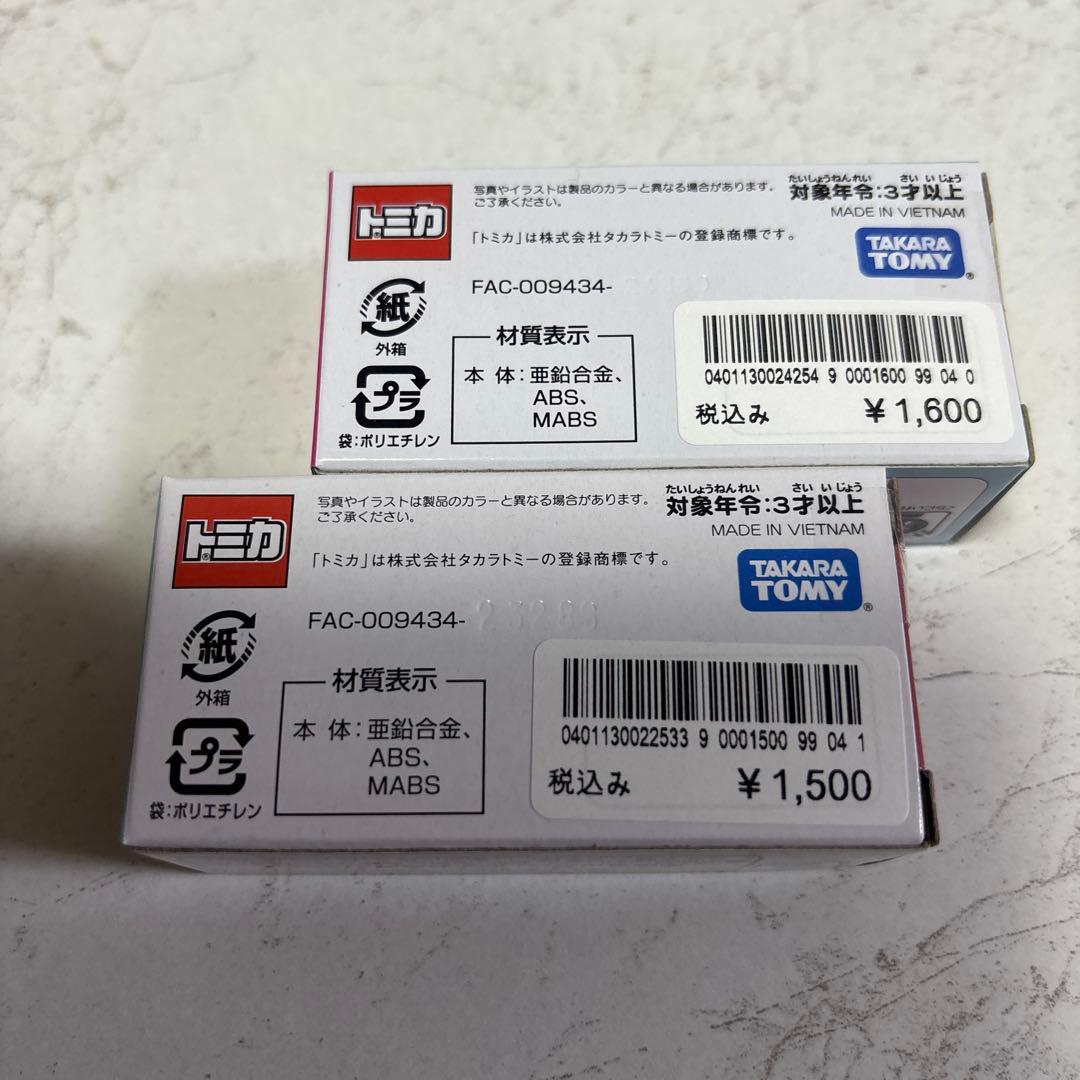 トミカ
写真やイラストは製品のカラーと異なる場合があります。
ご了承ください。
たいしょうねんれい さい いじょう
対象年令:3才以上
MADE IN VIETNAM
「トミカ」は株式会社タカラトミーの登録商標です。
TAKARA
TOMY®
FAC-009434-
紙
外箱
プラ
袋:ポリエチレン
材質表示
本 体:亜鉛合金、
ABS、
MABS
0401130024254 9 0001600 99 04 0
税込み ¥1,600
トミカ
写真やイラストは製品のカラーと異なる場合があります。
ご了承ください。
たいしょうねんれい さい いじょう
対象年令:3才以上
MADE IN VIETNAM
「トミカ」は株式会社タカラトミーの登録商標です。
TAKARA
TOMY®
FAC-009434-
紙
外箱
プラ
袋:ポリエチレン
材質表示
本 体:亜鉛合金、
ABS、
MABS
0401130022533 9 0001500 99 04 1
税込み ¥1,500